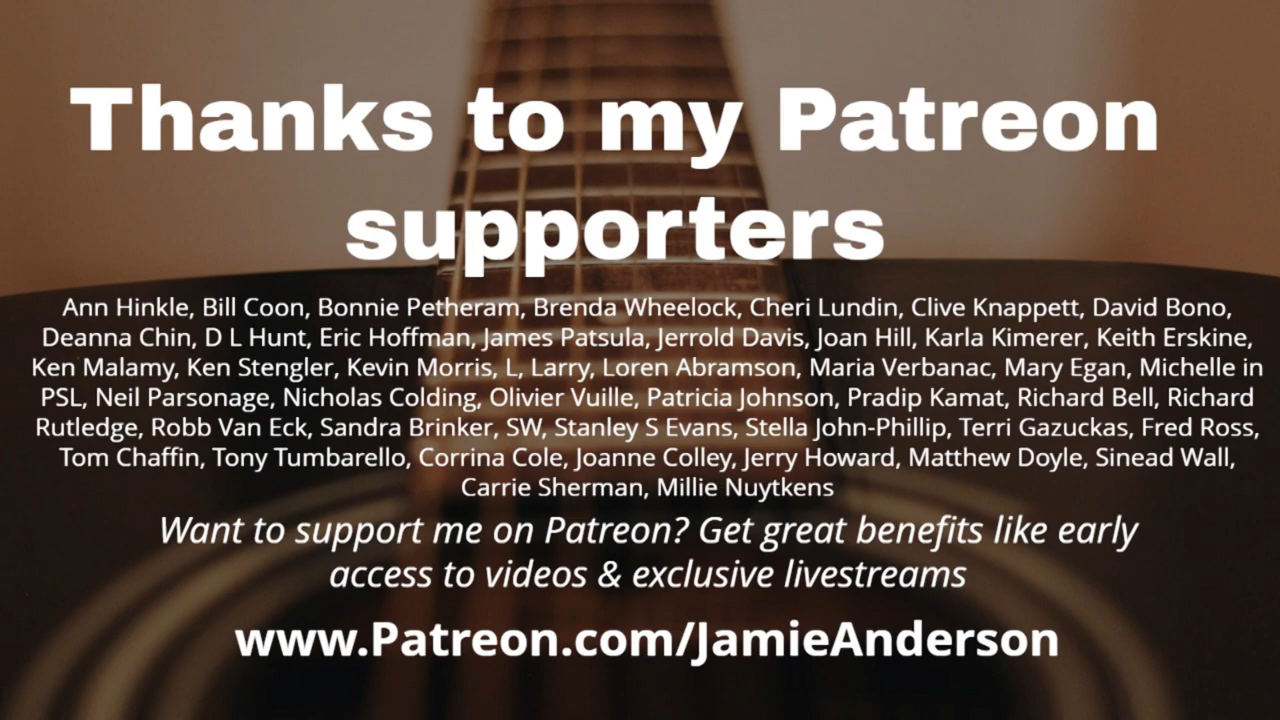 Thanks to my Patreon
supporters
Ann Hinkle, Bill Coon, Bonnie Petheram, Brenda Wheelock, Cheri Lundin, Clive Knappett, David Bono,
Deanna Chin, D L Hunt, Eric Hoffman, James Patsula, Jerrold Davis, Joan Hill, Karla Kimerer, Keith Erskine,
Ken Malamy, Ken Stengler, Kevin Morris, L, Larry, Loren Abramson, Maria Verbanac, Mary Egan, Michelle in
PSL, Neil Parsonage, Nicholas Colding, Olivier Vuille, Patricia Johnson, Pradip Kamat, Richard Bell, Richard
Rutledge, Robb Van Eck, Sandra Brinker, SW, Stanley S Evans, Stella John-Phillip, Terri Gazuckas, Fred Ross,
Tom Chaffin, Tony Tumbarello, Corrina Cole, Joanne Colley, Jerry Howard, Matthew Doyle, Sinead Wall,
Carrie Sherman, Millie Nuytkens
Want to support me on Patreon? Get great benefits like early
access to videos & exclusive livestreams
www.Patreon.com/JamieAnderson